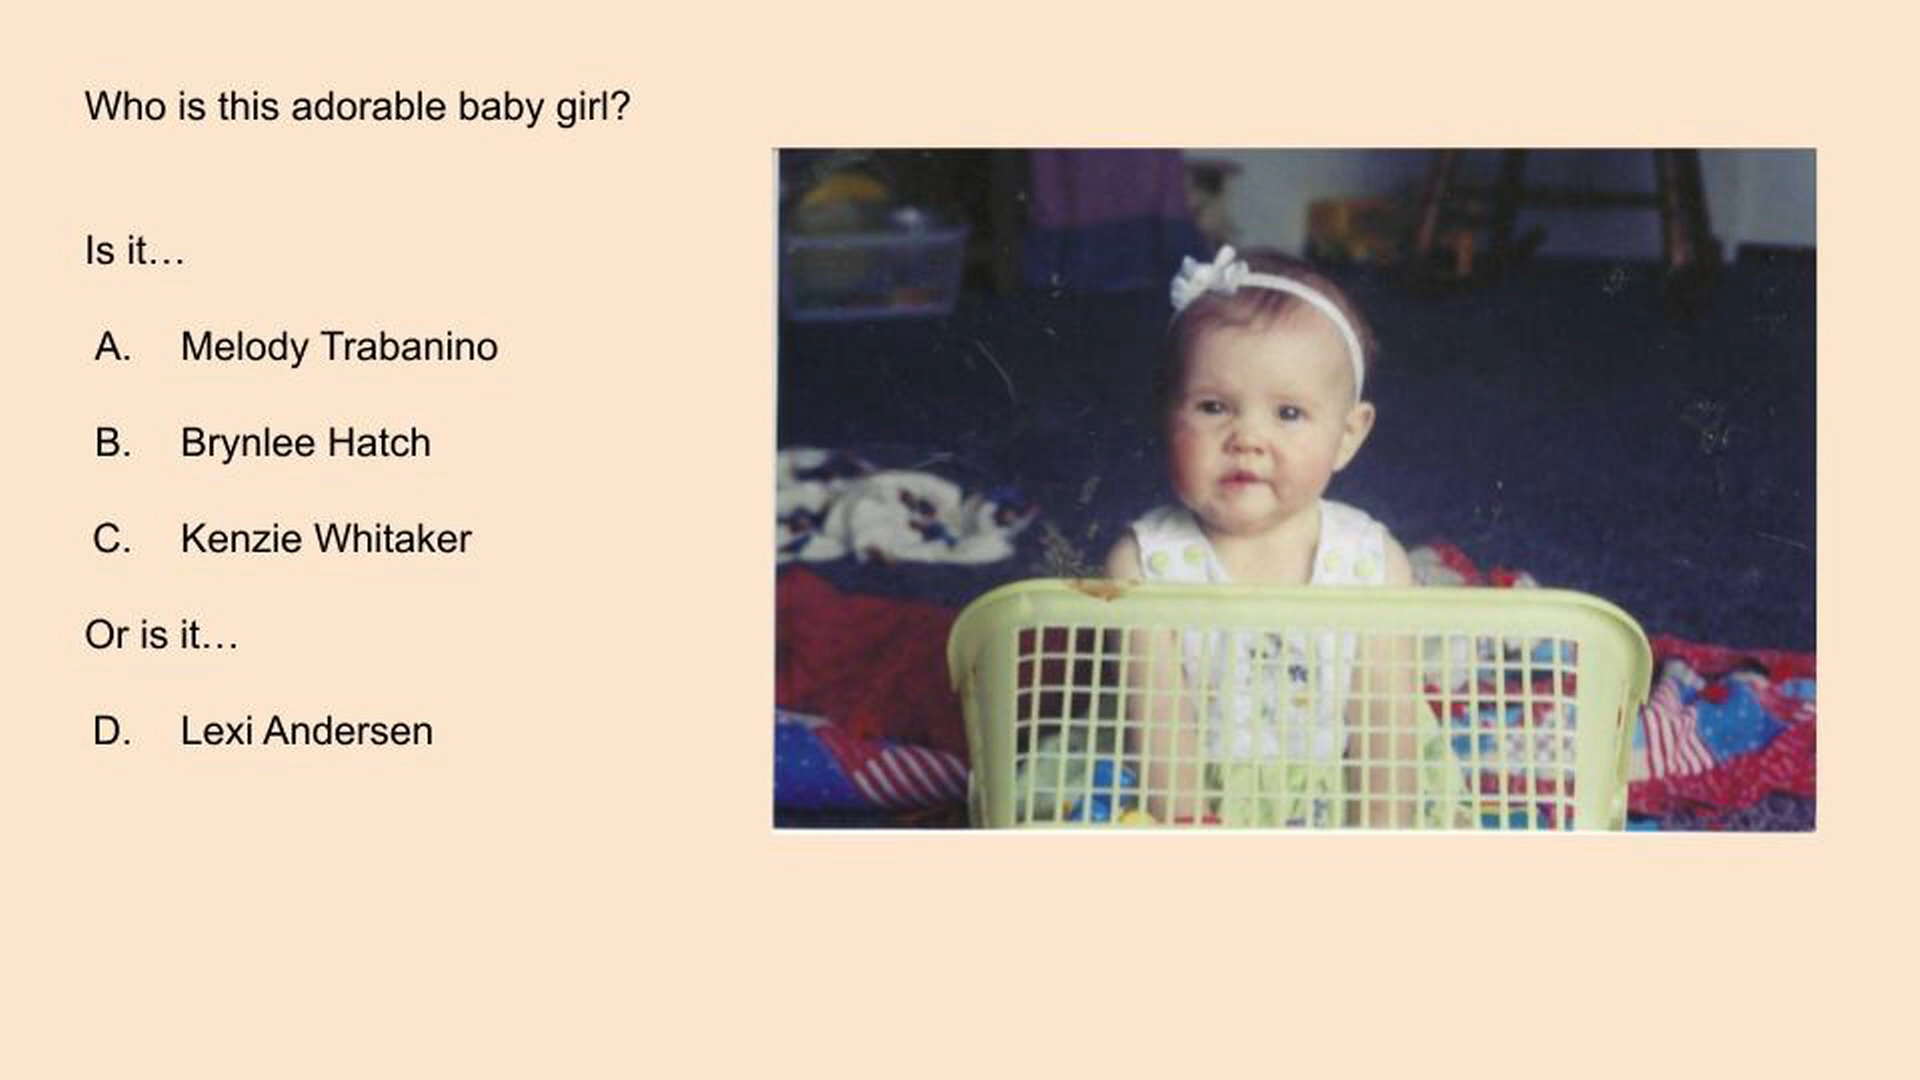 Who is this adorable baby girl?
Is it…
A. Melody Trabanino
B. Brynlee Hatch
C. Kenzie Whitaker
Or is it…
D. Lexi Andersen